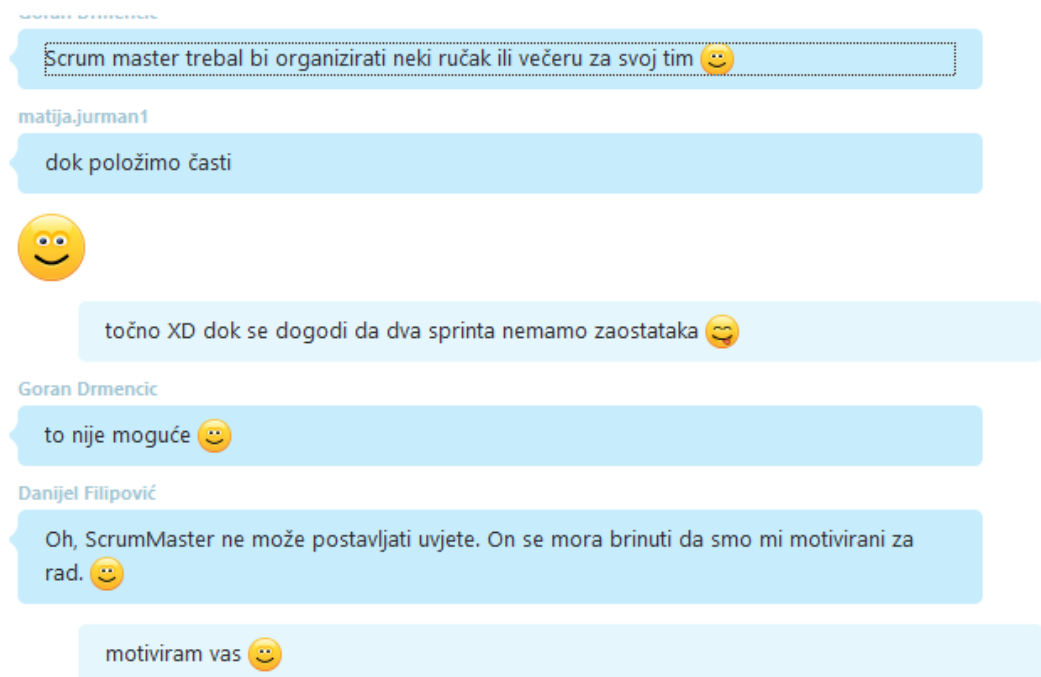 Goran Drmencic
Scrum master trebal bi organizirati neki ručak ili večeru za svoj tim
matija.jurman1
dok položimo časti
točno XD dok se dogodi da dva sprinta nemamo zaostataka
Goran Drmencic
to nije moguće
Danijel Filipović
Oh, ScrumMaster ne može postavljati uvjete. On se mora brinuti da smo mi motivirani za
rad.
motiviram vas